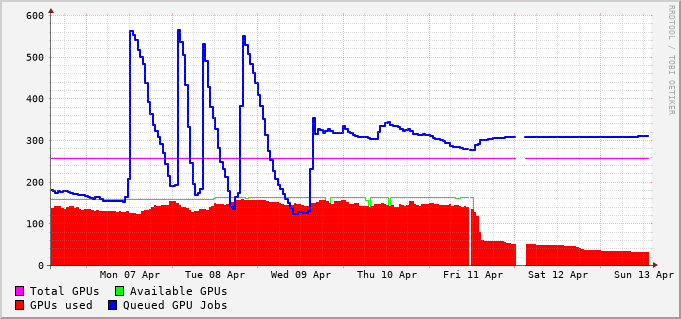 600
500
400
300
200
100
0
Mon 07 Apr Tue 08 Apr Wed 09 Apr Thu 10 Apr Fri 11 Apr Sat 12 Apr Sun 13 Apr
Total GPUs Available GPUs
GPUs used Queued GPU Jobs
RRDTOOL / TOBI OETIKER